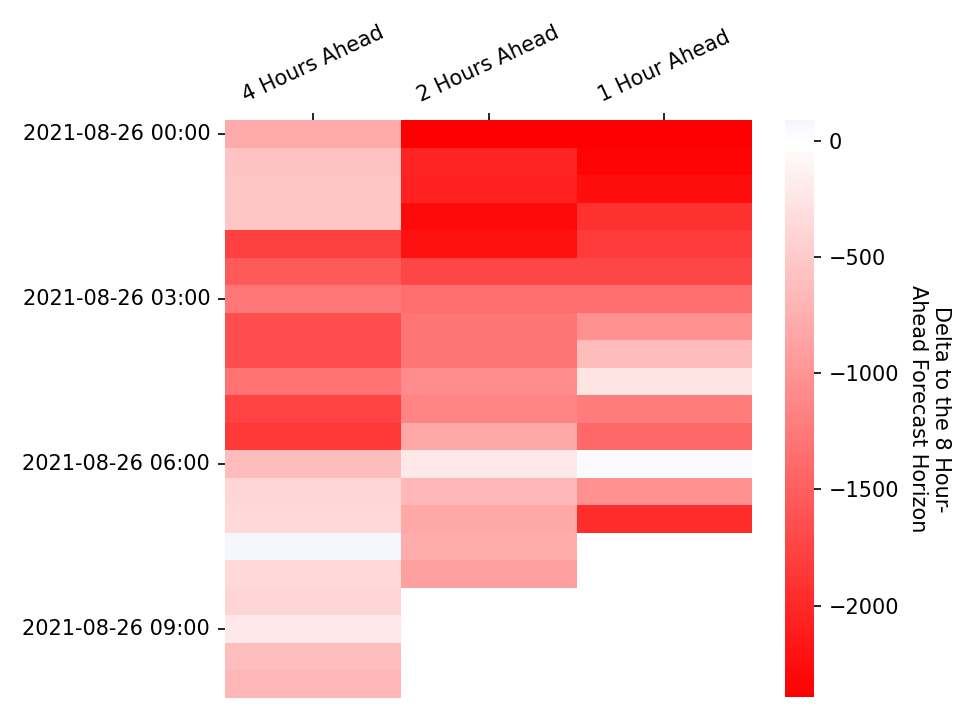 4 Hours Ahead
2 Hours Ahead
1 Hour Ahead
2021-08-26 00:00
2021-08-26 03:00
2021-08-26 06:00
2021-08-26 09:00
0
−500
−1000
−1500
−2000
Delta to the 8 Hour-
Ahead Forecast Horizon